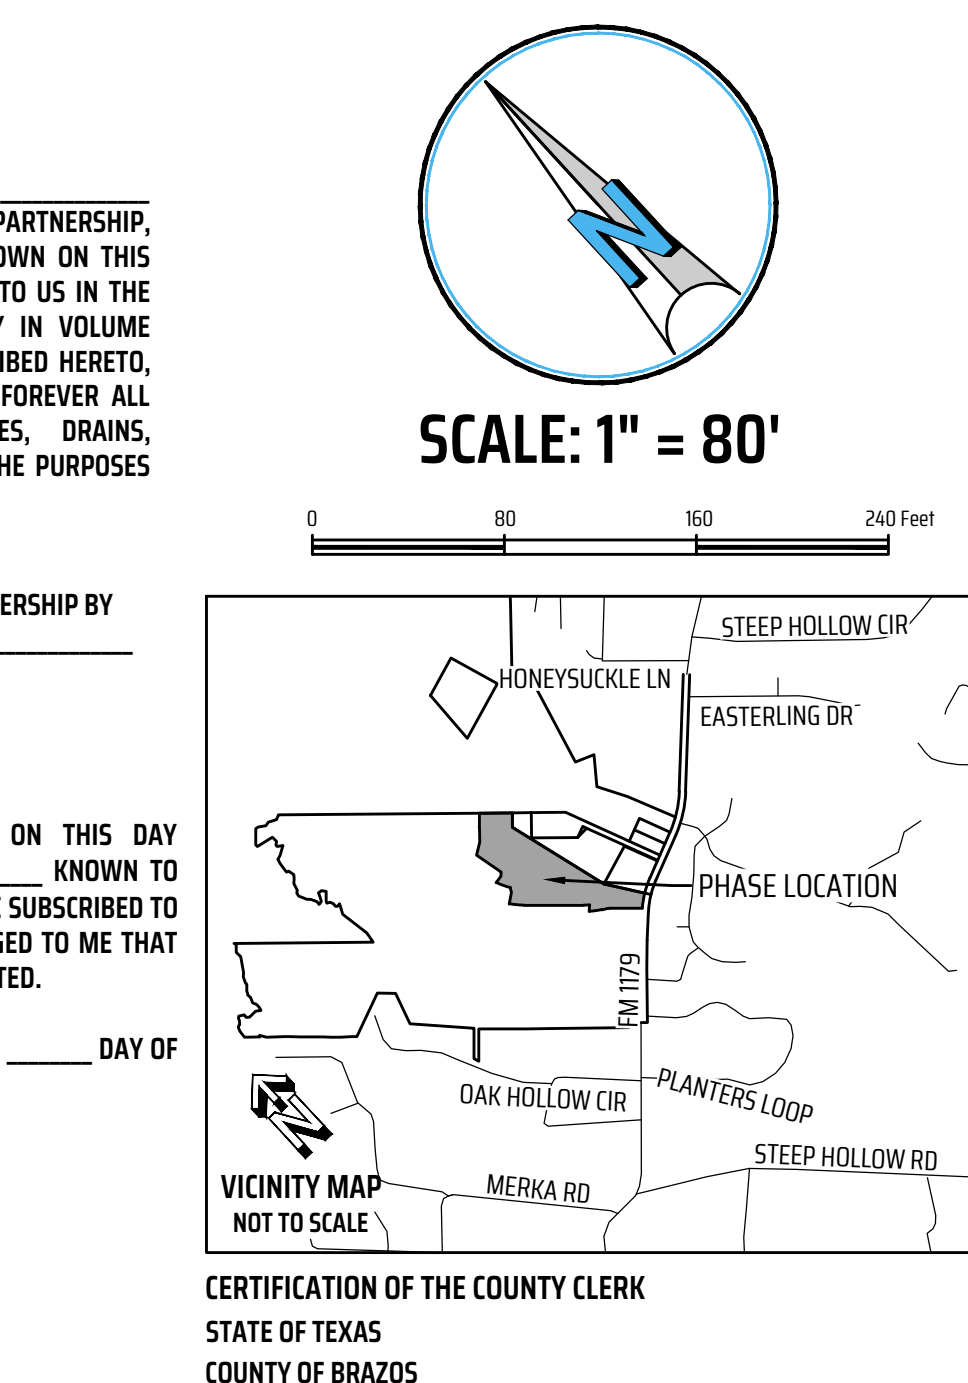 PARTNERSHIP,
OWN ON THIS
TO US IN THE
IN VOLUME
IBED HERETO,
FOREVER ALL
ES, DRAINS,
HE PURPOSES
ERSHIP BY
ON THIS DAY
____ KNOWN TO
SUBSCRIBED TO
GED TO ME THAT
TED.
_______ DAY OF
N
SCALE: 1" = 80'
0 80 160 240 Feet
STEEP HOLLOW CIR
HONEYSUCKLE LN
EASTERLING DR
PHASE LOCATION
FM 1179
OAK HOLLOW CIR
PLANTERS LOOP
STEEP HOLLOW RD
MERKA RD
N
VICINITY MAP
NOT TO SCALE
CERTIFICATION OF THE COUNTY CLERK
STATE OF TEXAS
COUNTY OF BRAZOS